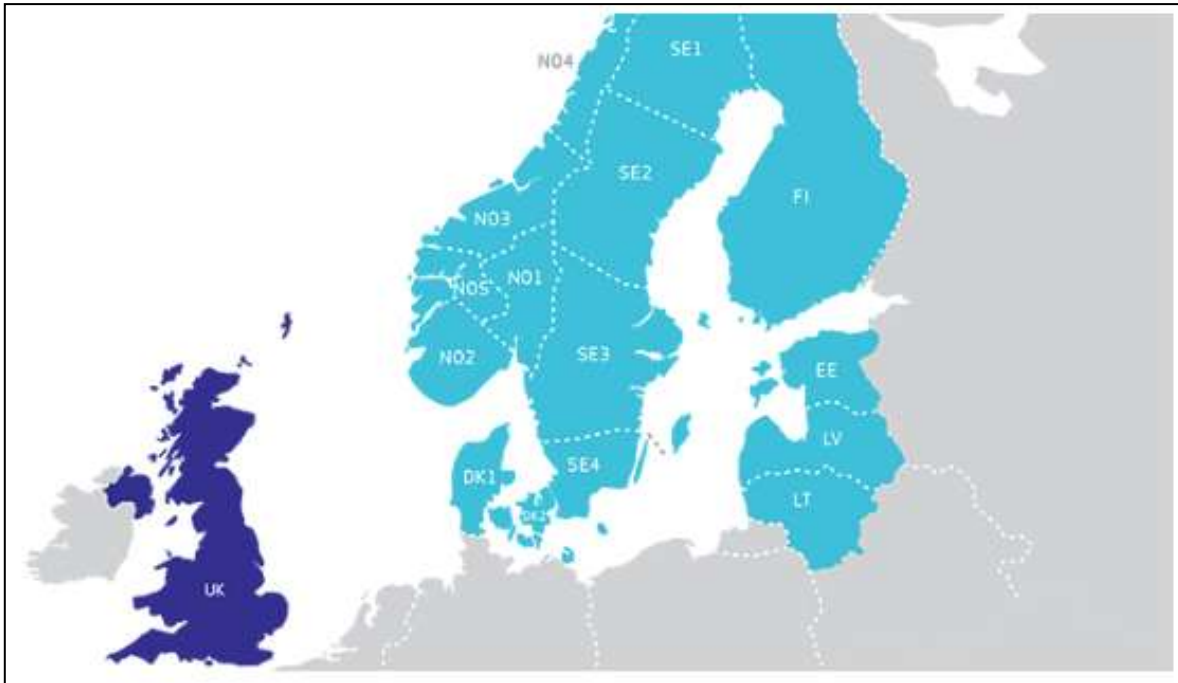 SE1
NO4
SE2
FI
NO3
NO1
NO5
NO2
SE3
EE
LV
SE4
DK1
LT
DK2
UK